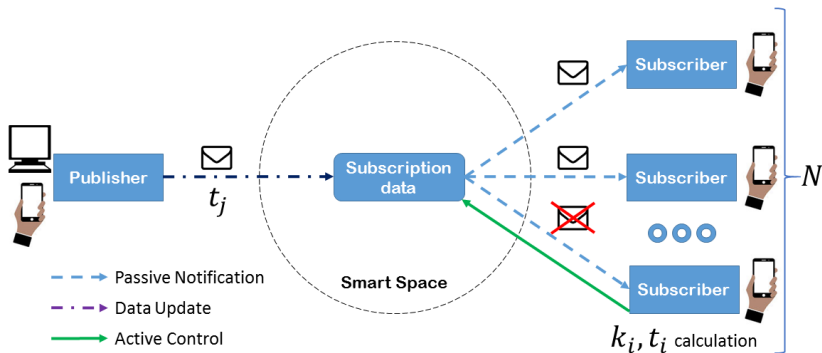 Subscriber
Publisher
t_j
Subscription
data
Subscriber
N
Smart Space
Subscriber
Passive Notification
Data Update
Active Control
k_i, t_i calculation